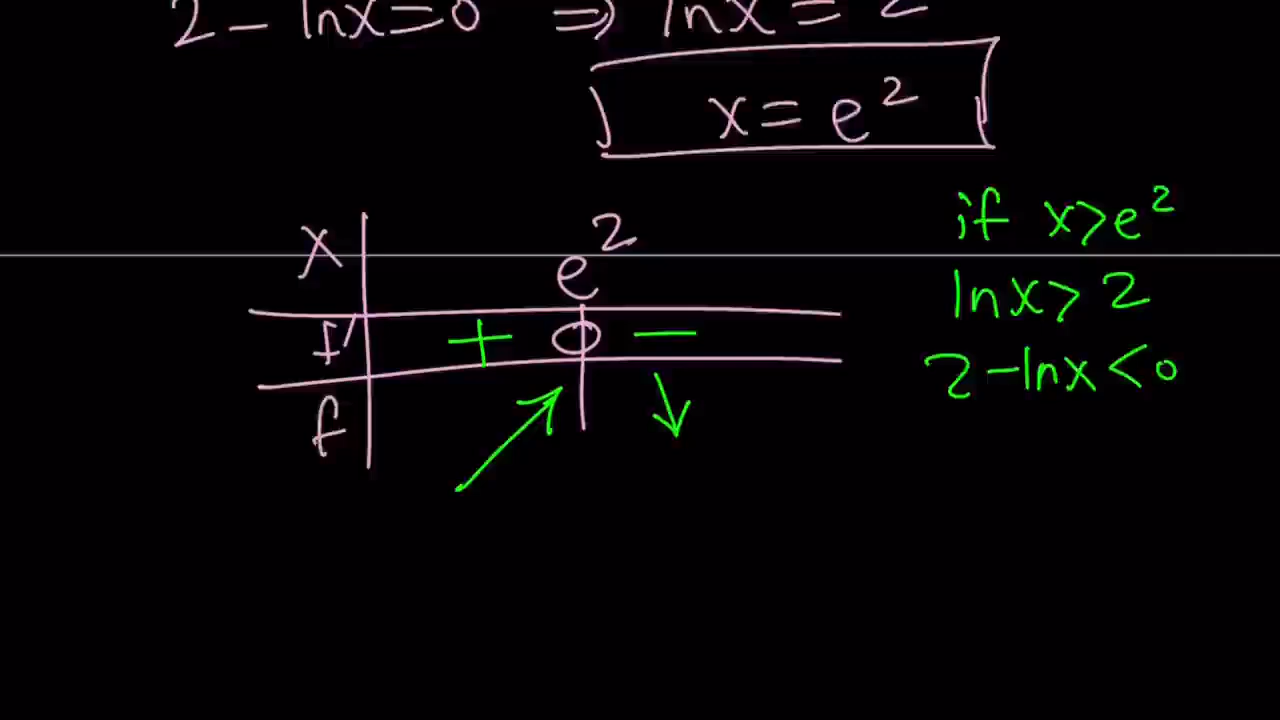 2 - lnx = 0 ⇒ lnx = 2
x = e²
if x > e²
x e²
lnx > 2
f' + 0 −
2 - lnx < 0
f ↗ ↓